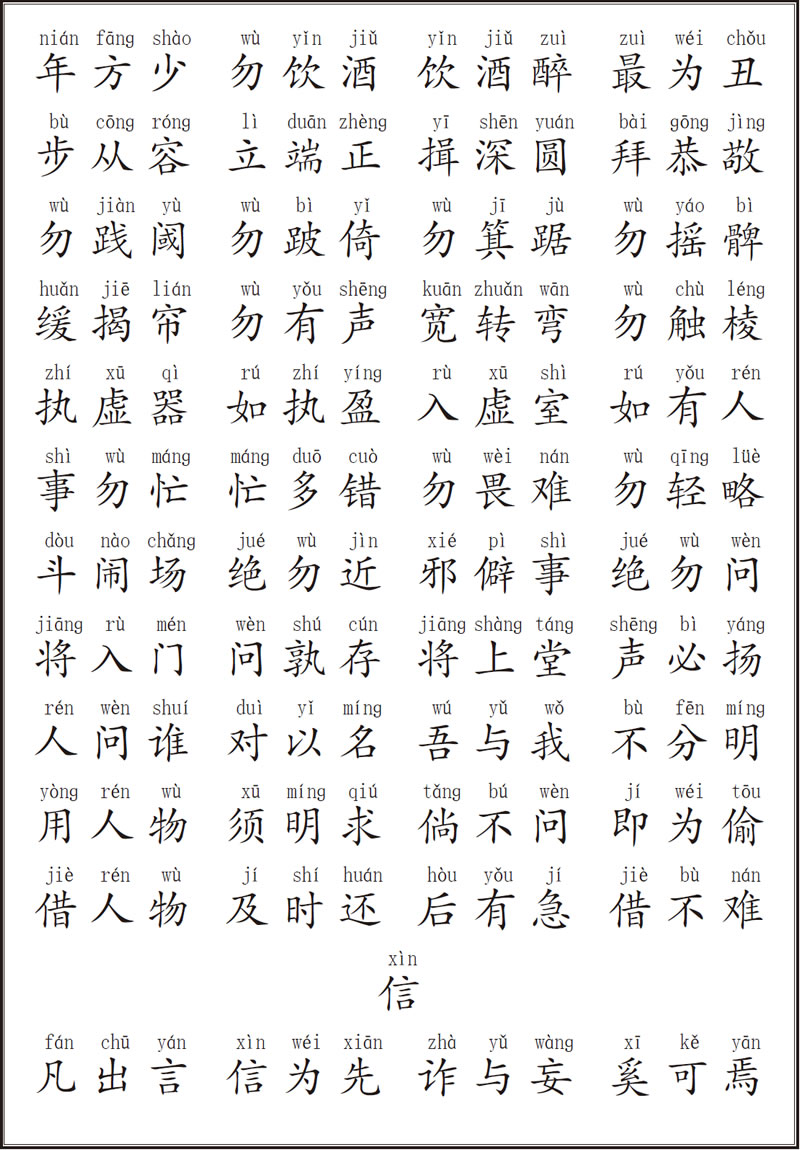 nián fāng shào wù yǐn jiǔ yǐn jiǔ zuì zuì wéi chǒu
年方少 勿饮酒 饮酒醉 最为丑
bù cōng róng lì duān zhèng yī shēn yuán bài gōng jìng
步从容 立端正 揖深圆 拜恭敬
wù jiàn yù wù bì yǐ wù jī jù wù yáo bì
勿践阈 勿跛倚 勿箕踞 勿摇髀
huǎn jiē lián wù yǒu shēng kuān zhuǎn wān wù chù léng
缓揭帘 勿有声 宽转弯 勿触棱
zhí xū qì rú zhí yíng rù xū shì rú yǒu rén
执虚器 如执盈 入虚室 如有人
shì wù máng máng duō cuò wù wèi nán wù qīng lüè
事勿忙 忙多错 勿畏难 勿轻略
dòu nào chǎng jué wù jìn xié pì shì jué wù wèn
斗闹场 绝勿近 邪僻事 绝勿问
jiāng rù mén wèn shú cún jiāng shàng táng shēng bì yáng
将入门 问孰存 将上堂 声必扬
rén wèn shuí duì yǐ míng wú yǔ wǒ bù fēn míng
人问谁 对以名 吾与我 不分明
yòng rén wù xū míng qiú tǎng bú wèn jí wéi tōu
用人物 须明求 倘不问 即为偷
jiè rén wù jí shí huán hòu yǒu jí jiè bù nán
借人物 及时还 后有急 借不难
xìn
信
fán chū yán xìn wéi xiān zhà yǔ wàng xī kě yān
凡出言 信为先 诈与妄 奚可焉